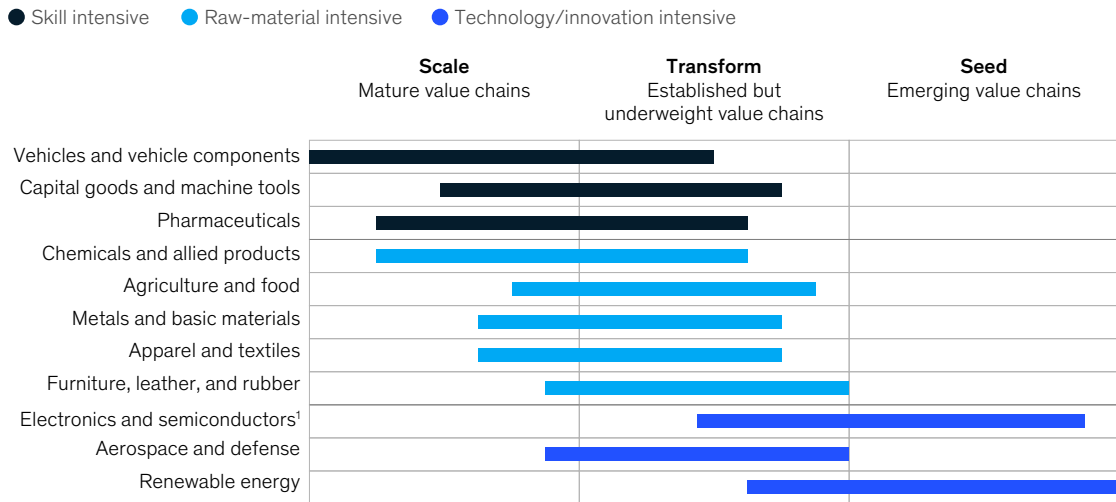 Skill intensive Raw-material intensive Technology/innovation intensive
Scale Transform Seed
Mature value chains Established but Emerging value chains
underweight value chains
Vehicles and vehicle components
Capital goods and machine tools
Pharmaceuticals
Chemicals and allied products
Agriculture and food
Metals and basic materials
Apparel and textiles
Furniture, leather, and rubber
Electronics and semiconductors¹
Aerospace and defense
Renewable energy